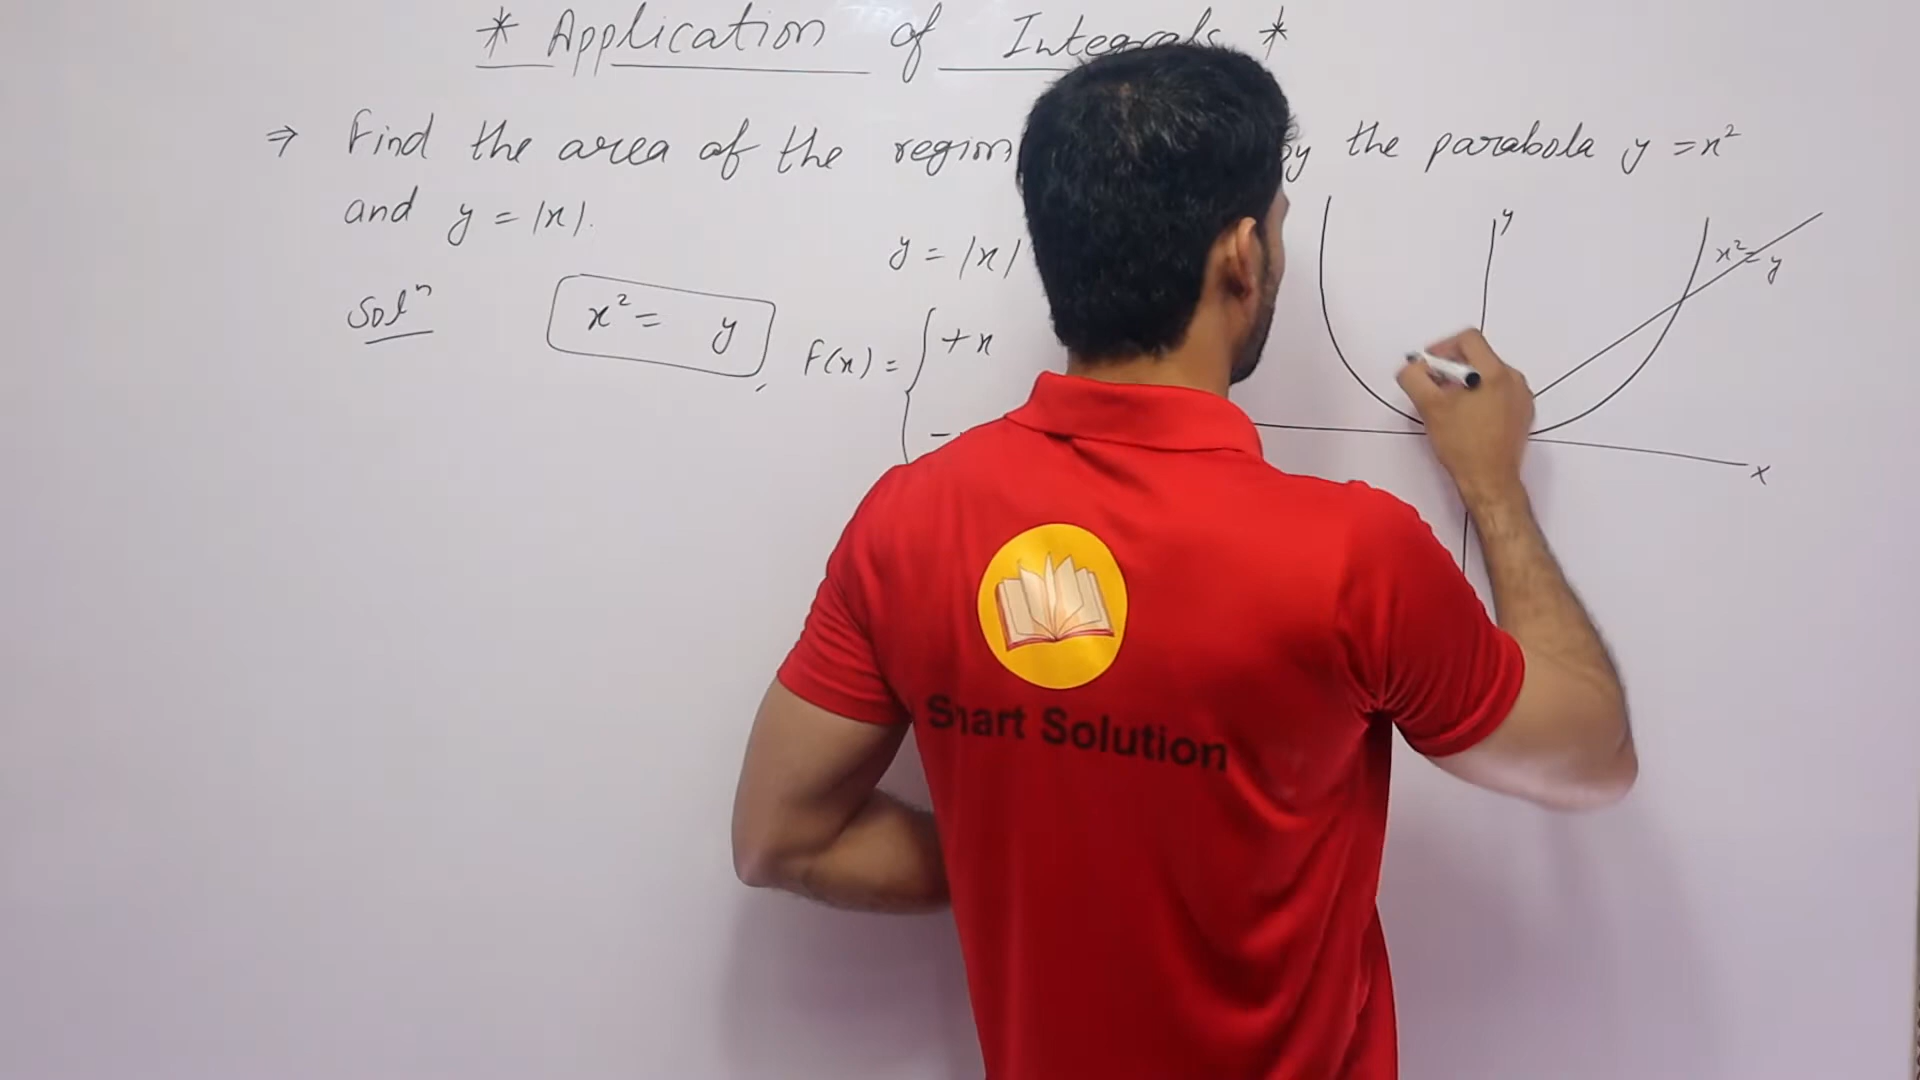 * Application of Integrals *
⇒ Find the area of the region by the parabola y = x²
and y = |x|.
Solⁿ
x² = y
,
y = |x|
F(x) = { +x
-
y
x² = y
x
Smart Solution